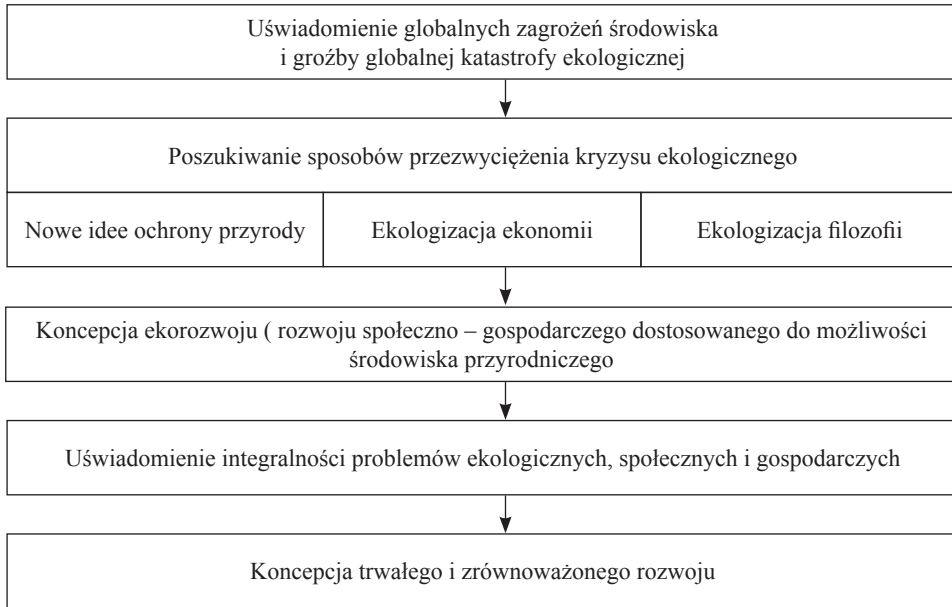 Uświadomienie globalnych zagrożeń środowiska
i groźby globalnej katastrofy ekologicznej
Poszukiwanie sposobów przezwyciężenia kryzysu ekologicznego
Nowe idee ochrony przyrody
Ekologizacja ekonomii
Ekologizacja filozofii
Koncepcja ekorozwoju ( rozwoju społeczno – gospodarczego dostosowanego do możliwości
środowiska przyrodniczego
Uświadomienie integralności problemów ekologicznych, społecznych i gospodarczych
Koncepcja trwałego i zrównoważonego rozwoju